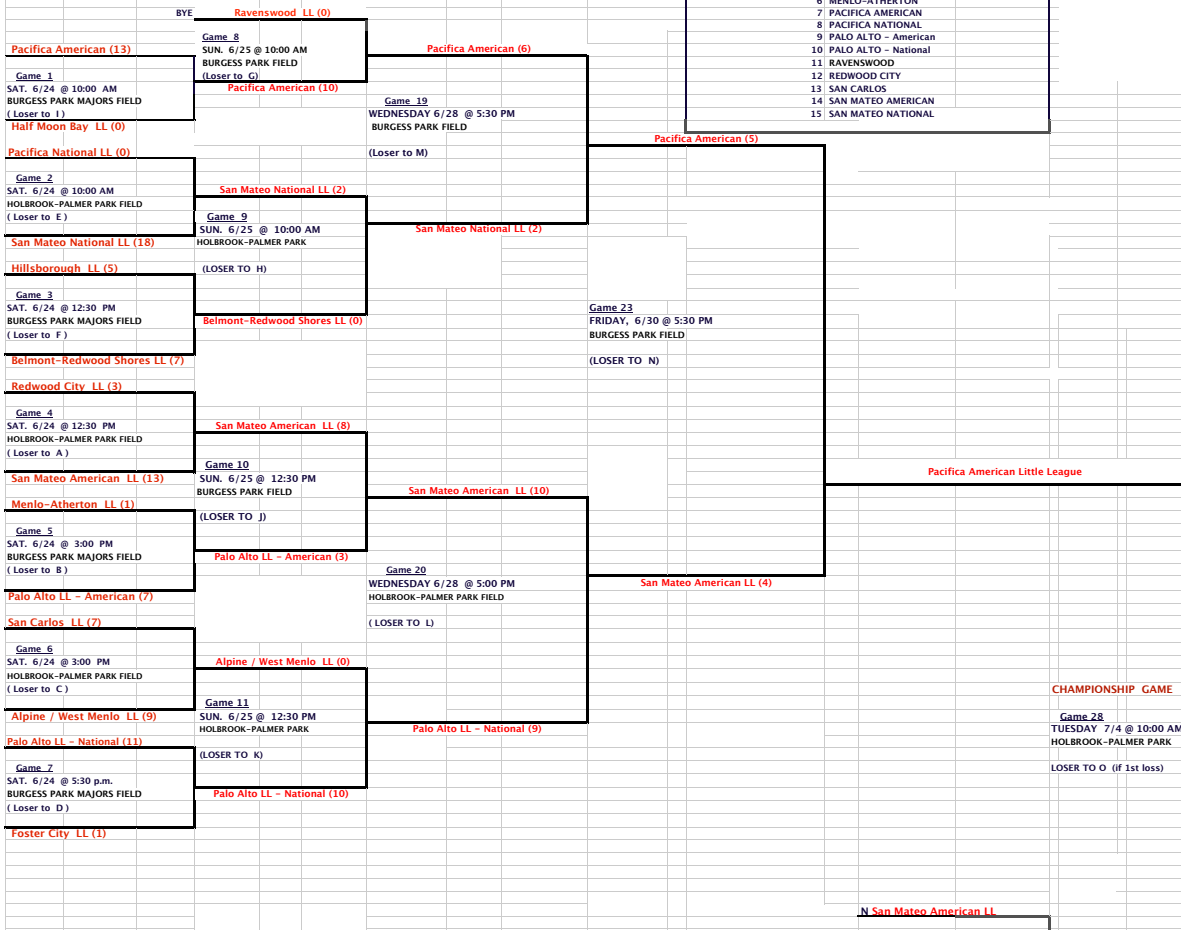 BYE
Ravenswood LL (0)
Game 8
SUN. 6/25 @ 10:00 AM
BURGESS PARK FIELD
(Loser to G)
Pacifica American (10)
Pacifica American (13)
Game 1
SAT. 6/24 @ 10:00 AM
BURGESS PARK MAJORS FIELD
( Loser to I )
Half Moon Bay LL (0)
Pacifica National LL (0)
Game 2
SAT. 6/24 @ 10:00 AM
HOLBROOK-PALMER PARK FIELD
( Loser to E )
San Mateo National LL (18)
Hillsborough LL (5)
Game 3
SAT. 6/24 @ 12:30 PM
BURGESS PARK MAJORS FIELD
( Loser to F )
Belmont-Redwood Shores LL (7)
Redwood City LL (3)
Game 4
SAT. 6/24 @ 12:30 PM
HOLBROOK-PALMER PARK FIELD
( Loser to A )
San Mateo American LL (13)
Menlo-Atherton LL (1)
Game 5
SAT. 6/24 @ 3:00 PM
BURGESS PARK MAJORS FIELD
( Loser to B )
Palo Alto LL - American (7)
San Carlos LL (7)
Game 6
SAT. 6/24 @ 3:00 PM
HOLBROOK-PALMER PARK FIELD
( Loser to C )
Alpine / West Menlo LL (9)
Palo Alto LL - National (11)
Game 7
SAT. 6/24 @ 5:30 p.m.
BURGESS PARK MAJORS FIELD
( Loser to D )
Foster City LL (1)
San Mateo National LL (2)
Game 9
SUN. 6/25 @ 10:00 AM
HOLBROOK-PALMER PARK
(LOSER TO H)
Belmont-Redwood Shores LL (0)
San Mateo American LL (8)
Game 10
SUN. 6/25 @ 12:30 PM
BURGESS PARK FIELD
(LOSER TO J)
Palo Alto LL - American (3)
Alpine / West Menlo LL (0)
Game 11
SUN. 6/25 @ 12:30 PM
HOLBROOK-PALMER PARK
(LOSER TO K)
Palo Alto LL - National (10)
Pacifica American (6)
Game 19
WEDNESDAY 6/28 @ 5:30 PM
BURGESS PARK FIELD
(Loser to M)
San Mateo National LL (2)
San Mateo American LL (10)
Game 20
WEDNESDAY 6/28 @ 5:00 PM
HOLBROOK-PALMER PARK FIELD
( LOSER TO L)
Palo Alto LL - National (9)
Pacifica American (5)
Game 23
FRIDAY, 6/30 @ 5:30 PM
BURGESS PARK FIELD
(LOSER TO N)
San Mateo American LL (4)
6 MENLO-ATHERTON
7 PACIFICA AMERICAN
8 PACIFICA NATIONAL
9 PALO ALTO - American
10 PALO ALTO - National
11 RAVENSWOOD
12 REDWOOD CITY
13 SAN CARLOS
14 SAN MATEO AMERICAN
15 SAN MATEO NATIONAL
Pacifica American Little League
CHAMPIONSHIP GAME
Game 28
TUESDAY 7/4 @ 10:00 AM
HOLBROOK-PALMER PARK
LOSER TO O (if 1st loss)
N San Mateo American LL